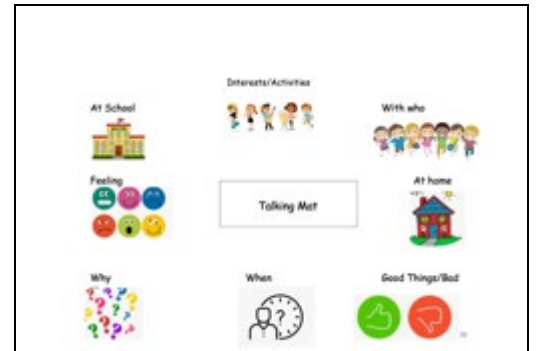 Interests/Activities
At School
With who
Feeling
Talking Mat
At home
Why
When
Good Things/Bad